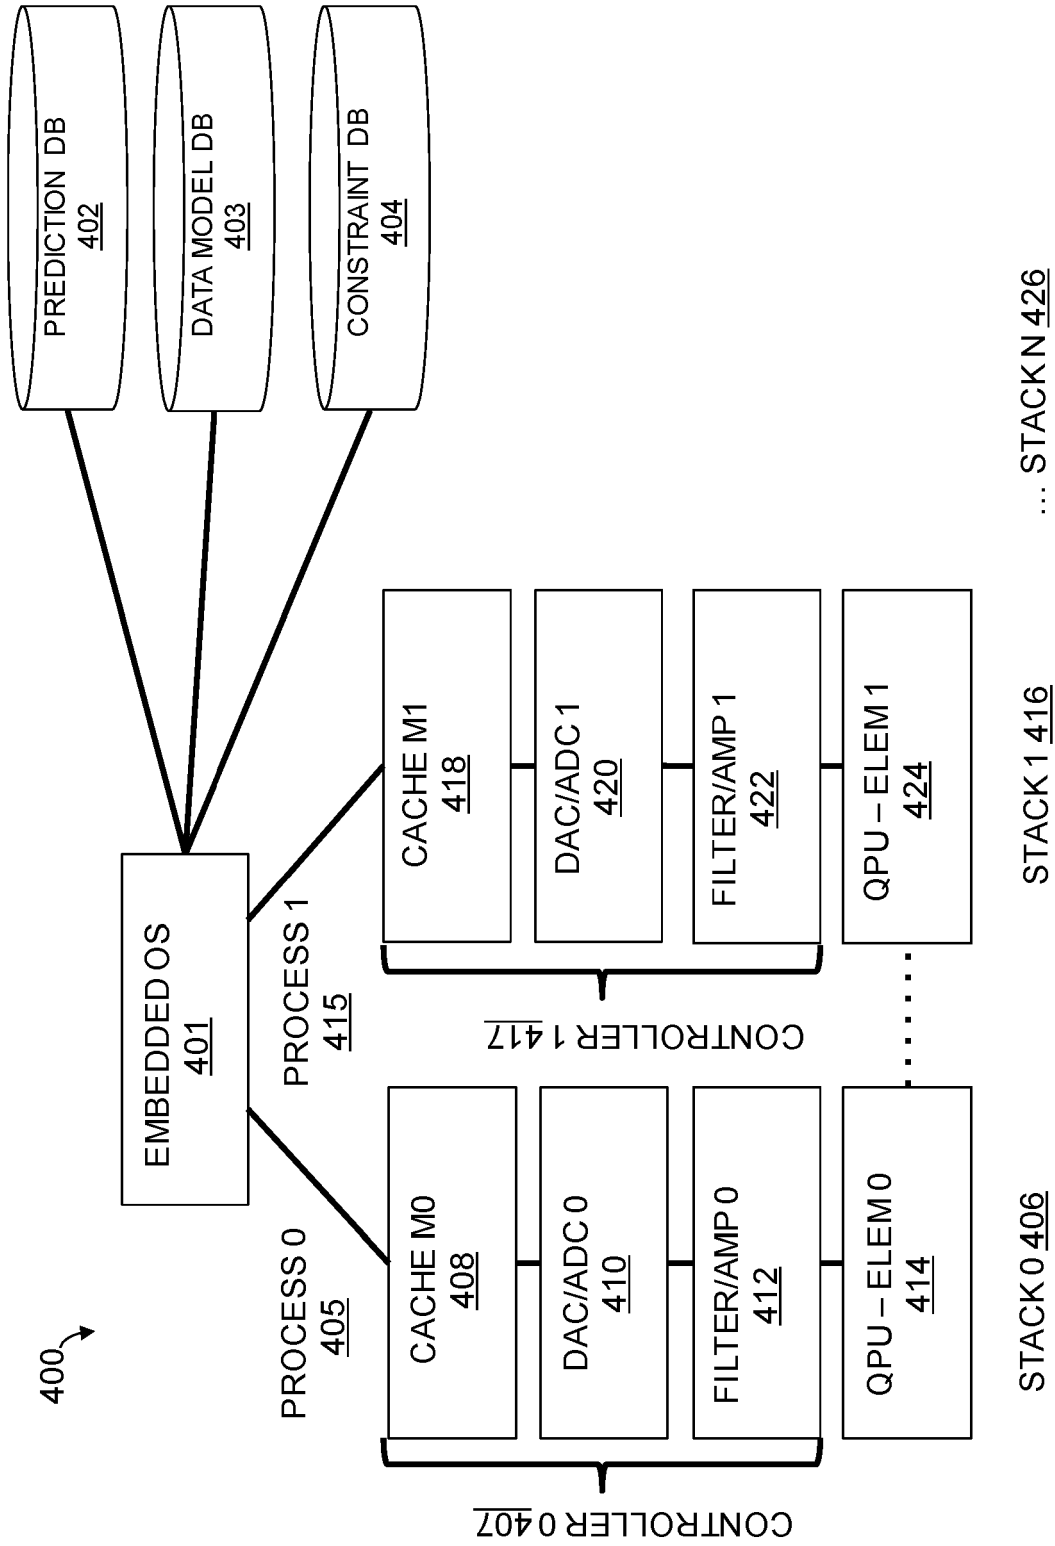 400
EMBEDDED OS
401
PREDICTION DB
402
DATA MODEL DB
403
CONSTRAINT DB
404
PROCESS 0
405
PROCESS 1
415
CONTROLLER 0 407
CACHE M0
408
DAC/ADC 0
410
FILTER/AMP 0
412
QPU – ELEM 0
414
STACK 0 406
CONTROLLER 1 417
CACHE M1
418
DAC/ADC 1
420
FILTER/AMP 1
422
QPU – ELEM 1
424
STACK 1 416
... STACK N 426